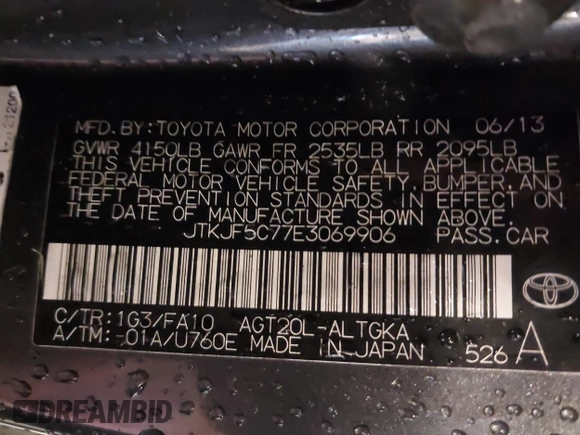 MFD.BY:TOYOTA MOTOR CORPORATION 06/13
GVWR 4150LB GAWR FR 2535LB RR 2095LB
THIS VEHICLE CONFORMS TO ALL APPLICABLE
FEDERAL MOTOR VEHICLE SAFETY,BUMPER,AND
THEFT PREVENTION STANDARDS IN EFFECT ON
THE DATE OF MANUFACTURE SHOWN ABOVE.
JTKJF5C77E3069906 PASS.CAR
C/TR:1G3/FA10 AGT20L-ALTGKA
A/TM:-01A/U760E MADE IN JAPAN 526 A
DREAMBID